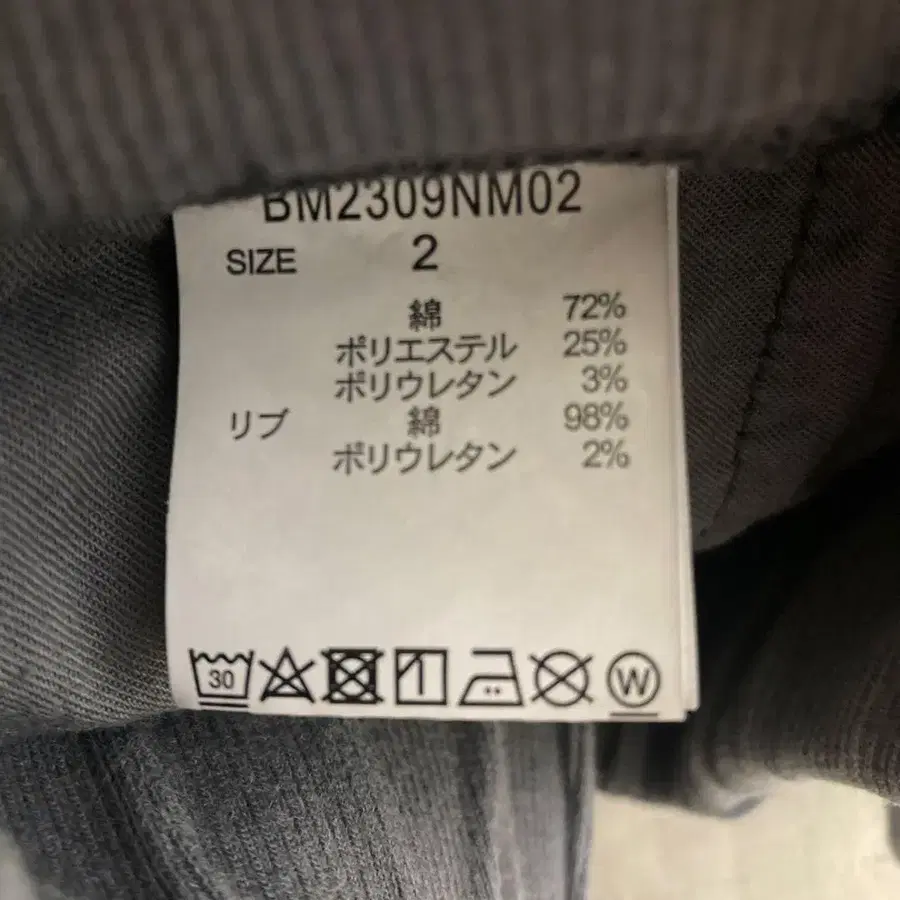 BM2309NM02
SIZE 2
綿 72%
ポリエステル 25%
ポリウレタン 3%
リブ 綿 98%
ポリウレタン 2%
30 W